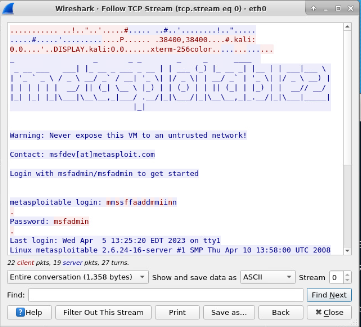 Wireshark - Follow TCP Stream (tcp.stream eq 0) - eth0
.38400,38400....#.kali:
0.0....'..DISPLAY.kali:0.0......xterm-256color..............
Warning: Never expose this VM to an untrusted network!
Contact: msfdev[at]metasploit.com
Login with msfadmin/msfadmin to get started
metasploitable login: mmssffaaddmmiinn
Password: msfadmin
Last login: Wed Apr  5 13:25:20 EDT 2023 on tty1
Linux metasploitable 2.6.24-16-server #1 SMP Thu Apr 10 13:58:00 UTC 2008
22 client pkts, 19 server pkts, 27 turns.
Entire conversation (1,358 bytes) Show and save data as ASCII Stream 0
Find: Find Next
Help Filter Out This Stream Print Save as... Back Close